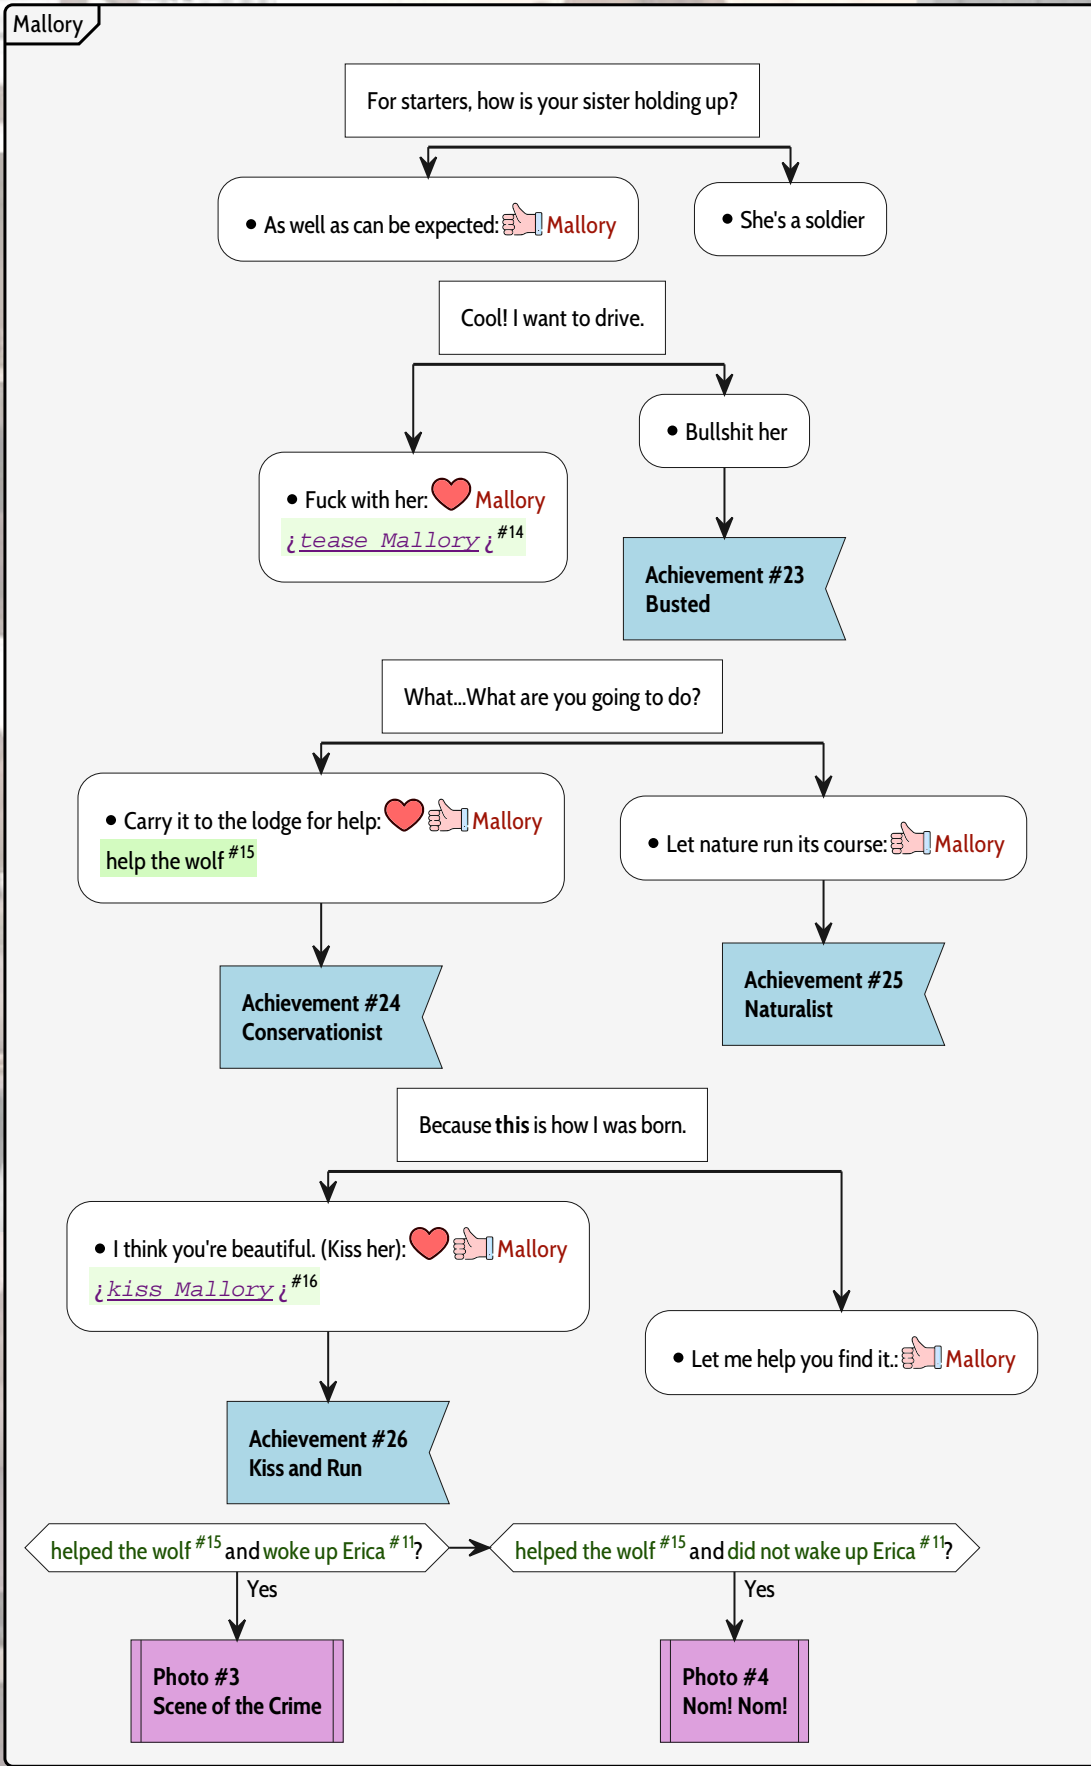 Mallory
For starters, how is your sister holding up?
• As well as can be expected: Mallory
• She's a soldier
Cool! I want to drive.
• Bullshit her
• Fuck with her: Mallory
¿tease Mallory¿ #14
Achievement #23
Busted
What...What are you going to do?
• Carry it to the lodge for help: Mallory
help the wolf #15
• Let nature run its course: Mallory
Achievement #24
Conservationist
Achievement #25
Naturalist
Because this is how I was born.
• I think you're beautiful. (Kiss her): Mallory
¿kiss Mallory¿ #16
• Let me help you find it.: Mallory
Achievement #26
Kiss and Run
helped the wolf #15 and woke up Erica #11?
helped the wolf #15 and did not wake up Erica #11?
Yes
Yes
Photo #3
Scene of the Crime
Photo #4
Nom! Nom!